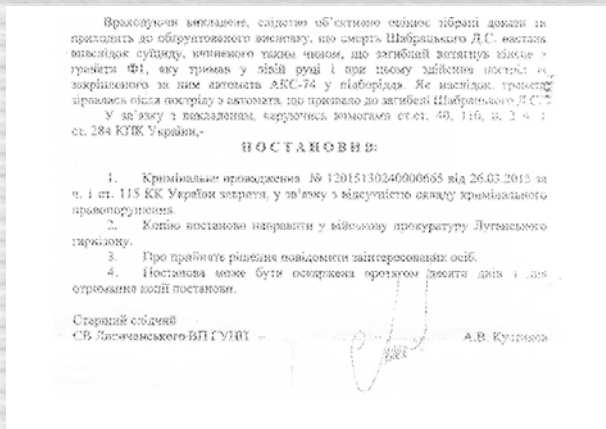 Враховуючи викладене, слідство об'єктивно оцінює зібрані докази та
приходить до обґрунтованого висновку, що смерть Шабрацького Д.С. настала
внаслідок суїциду, вчиненого таким чином, що загиблий витягнув кільце з
гранати Ф1, яку тримав у лівій руці і при цьому здійснив постріл із
закріпленого за ним автомата АКС-74 у підборіддя. Як наслідок, граната
зірвалась після пострілу з автомата, що призвело до загибелі Шабрацького Д.С.
У зв'язку з викладеним, керуючись вимогами ст.ст. 40, 110, п. 2 ч. 1
ст. 284 КПК України,-
ПОСТАНОВИВ:
1. Кримінальне провадження № 12015130240000665 від 26.03.2015 за
ч. 1 ст. 115 КК України закрити, у зв'язку з відсутністю складу кримінального
правопорушення.
2. Копію постанови направити у військову прокуратуру Луганського
гарнізону.
3. Про прийняте рішення повідомити заінтересованих осіб.
4. Постанова може бути оскаржена протягом десяти днів з дня
отримання копії постанови.
Старший слідчий
СВ Лисичанського ВП ГУНП
А.В.